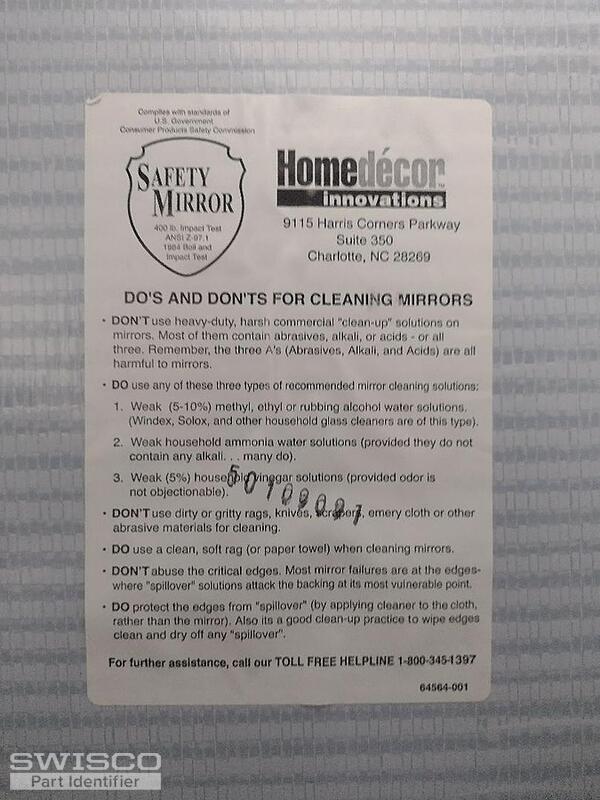 Complies with standards of
U.S. Government
Consumer Products Safety Commission
SAFETY
MIRROR
400 lb. Impact Test
ANSI Z-97.1
1984 Boil and
Impact Test
Homedécor
innovations
9115 Harris Corners Parkway
Suite 350
Charlotte, NC 28269
DO'S AND DON'TS FOR CLEANING MIRRORS
• DON'T use heavy-duty, harsh commercial "clean-up" solutions on
mirrors. Most of them contain abrasives, alkali, or acids - or all
three. Remember, the three A's (Abrasives, Alkali, and Acids) are all
harmful to mirrors.
• DO use any of these three types of recommended mirror cleaning solutions:
1. Weak (5-10%) methyl, ethyl or rubbing alcohol water solutions.
(Windex, Solox, and other household glass cleaners are of this type).
2. Weak household ammonia water solutions (provided they do not
contain any alkali. . . many do).
3. Weak (5%) household vinegar solutions (provided odor is
not objectionable).
• DON'T use dirty or gritty rags, knives, scrapers, emery cloth or other
abrasive materials for cleaning.
• DO use a clean, soft rag (or paper towel) when cleaning mirrors.
• DON'T abuse the critical edges. Most mirror failures are at the edges-
where "spillover" solutions attack the backing at its most vulnerable point.
• DO protect the edges from "spillover" (by applying cleaner to the cloth,
rather than the mirror). Also its a good clean-up practice to wipe edges
clean and dry off any "spillover".
For further assistance, call our TOLL FREE HELPLINE 1-800-345-1397
64564-001
SWISCO
Part Identifier